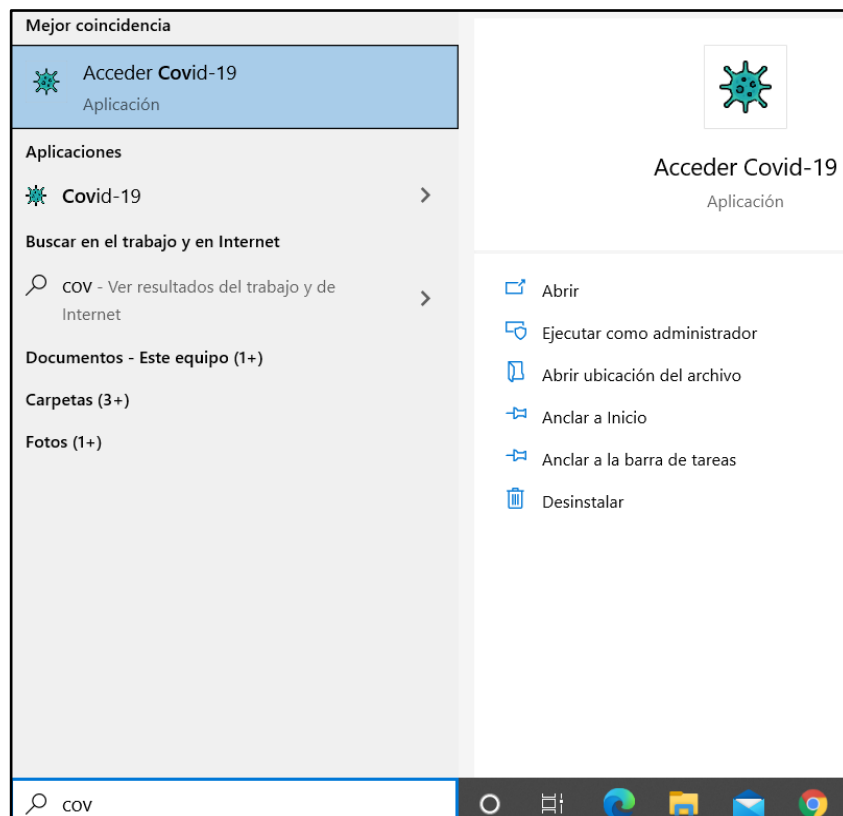 Mejor coincidencia
Acceder Covid-19
Aplicación
Aplicaciones
Covid-19
Buscar en el trabajo y en Internet
cov - Ver resultados del trabajo y de
Internet
Documentos - Este equipo (1+)
Carpetas (3+)
Fotos (1+)
cov
Acceder Covid-19
Aplicación
Abrir
Ejecutar como administrador
Abrir ubicación del archivo
Anclar a Inicio
Anclar a la barra de tareas
Desinstalar